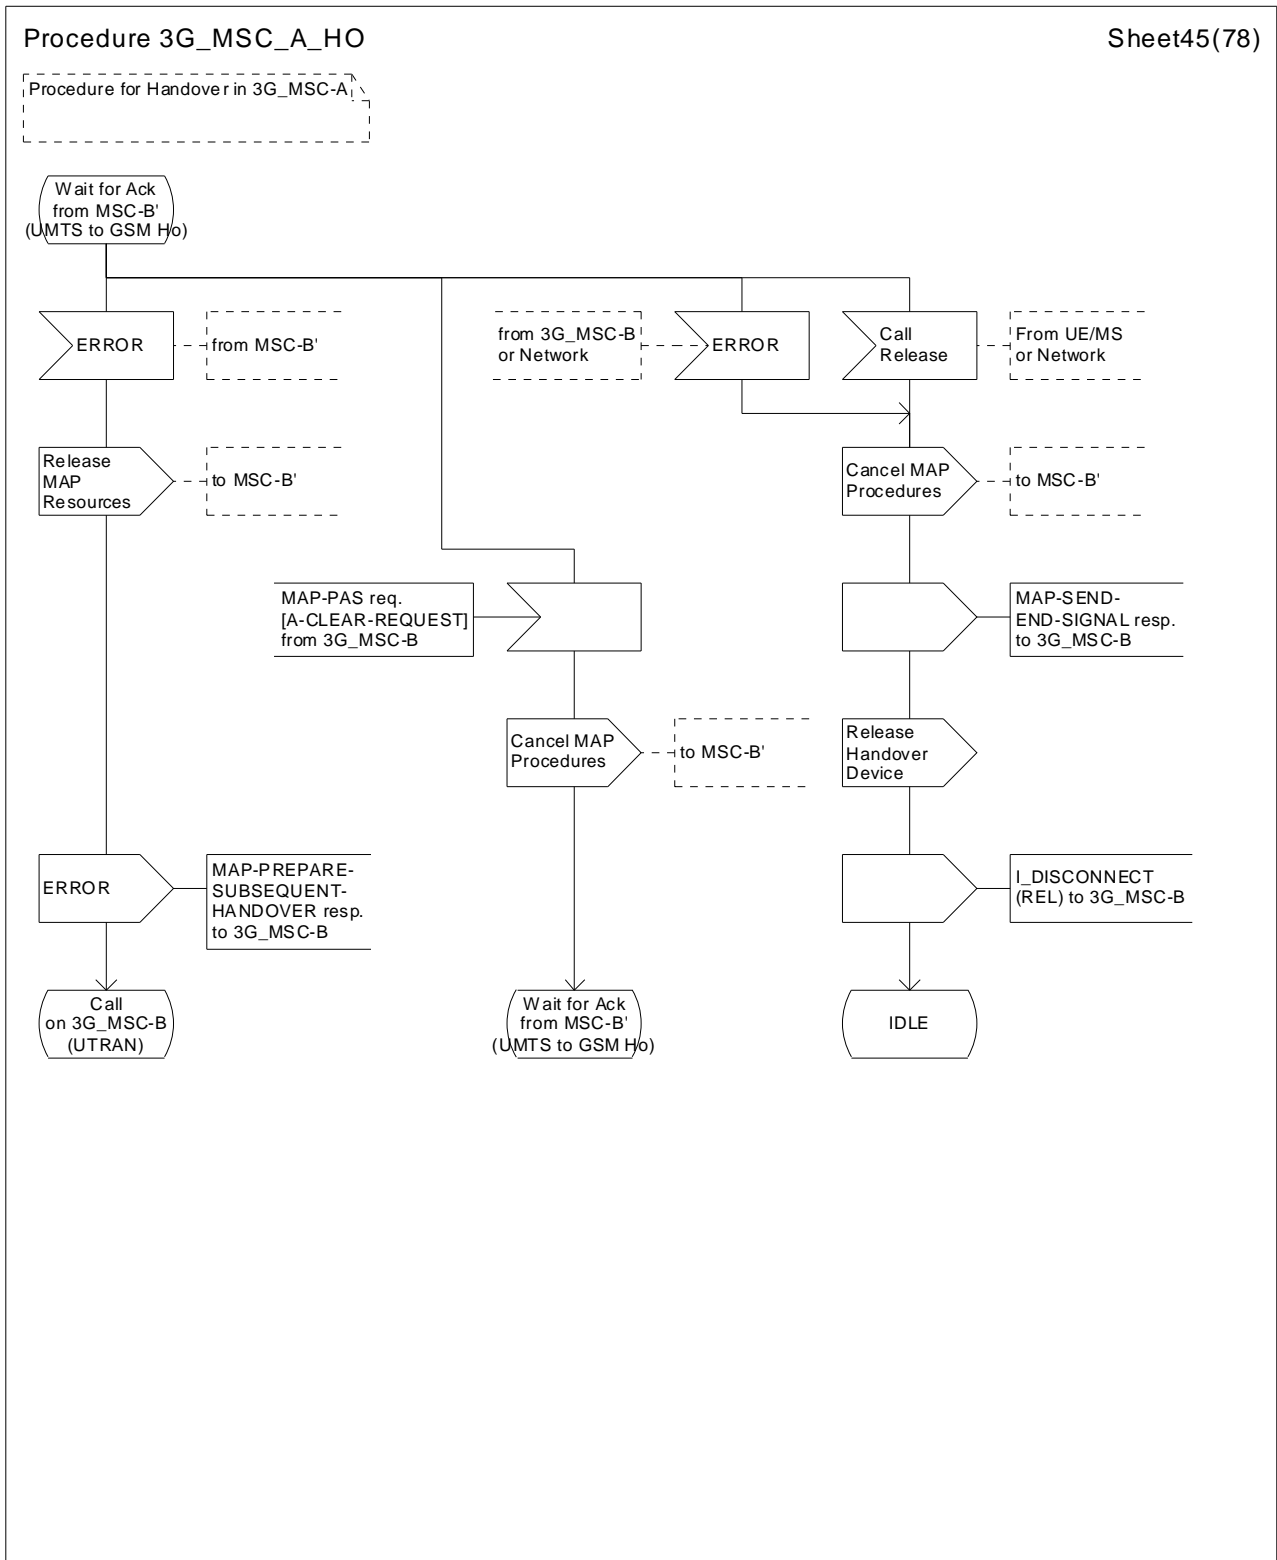 Procedure 3G_MSC_A_HO
Sheet45(78)
Procedure for Handover in 3G_MSC-A
Wait for Ack
from MSC-B'
(UMTS to GSM Ho)
ERROR
from MSC-B'
from 3G_MSC-B
or Network
ERROR
Call
Release
From UE/MS
or Network
Release
MAP
Resources
to MSC-B'
Cancel MAP
Procedures
to MSC-B'
MAP-PAS req.
[A-CLEAR-REQUEST]
from 3G_MSC-B
MAP-SEND-
END-SIGNAL resp.
to 3G_MSC-B
Cancel MAP
Procedures
to MSC-B'
Release
Handover
Device
ERROR
MAP-PREPARE-
SUBSEQUENT-
HANDOVER resp.
to 3G_MSC-B
I_DISCONNECT
(REL) to 3G_MSC-B
Call
on 3G_MSC-B
(UTRAN)
Wait for Ack
from MSC-B'
(UMTS to GSM Ho)
IDLE